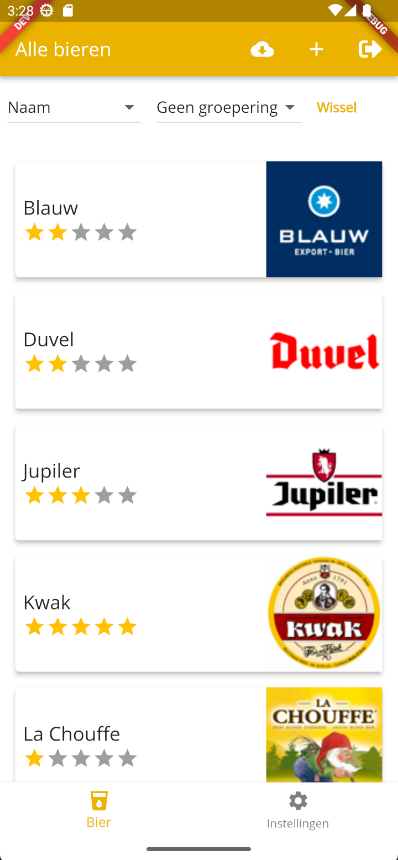 3:28
DEV
DEBUG
Alle bieren
Naam
Geen groepering
Wissel
Blauw
BLAUW
EXPORT • BIER
Duvel
Duvel
Jupiler
Jupiler
Kwak
Anno 1791
kwak
La Chouffe
LA
CHOUFFE
Bier
Instellingen